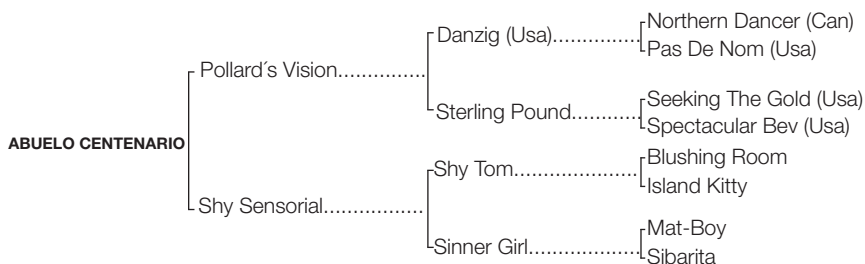 Northern Dancer (Can)
Danzig (Usa)
Pas De Nom (Usa)
Pollard´s Vision
Seeking The Gold (Usa)
Sterling Pound
Spectacular Bev (Usa)
ABUELO CENTENARIO
Blushing Room
Shy Tom
Island Kitty
Shy Sensorial
Mat-Boy
Sinner Girl
Sibarita